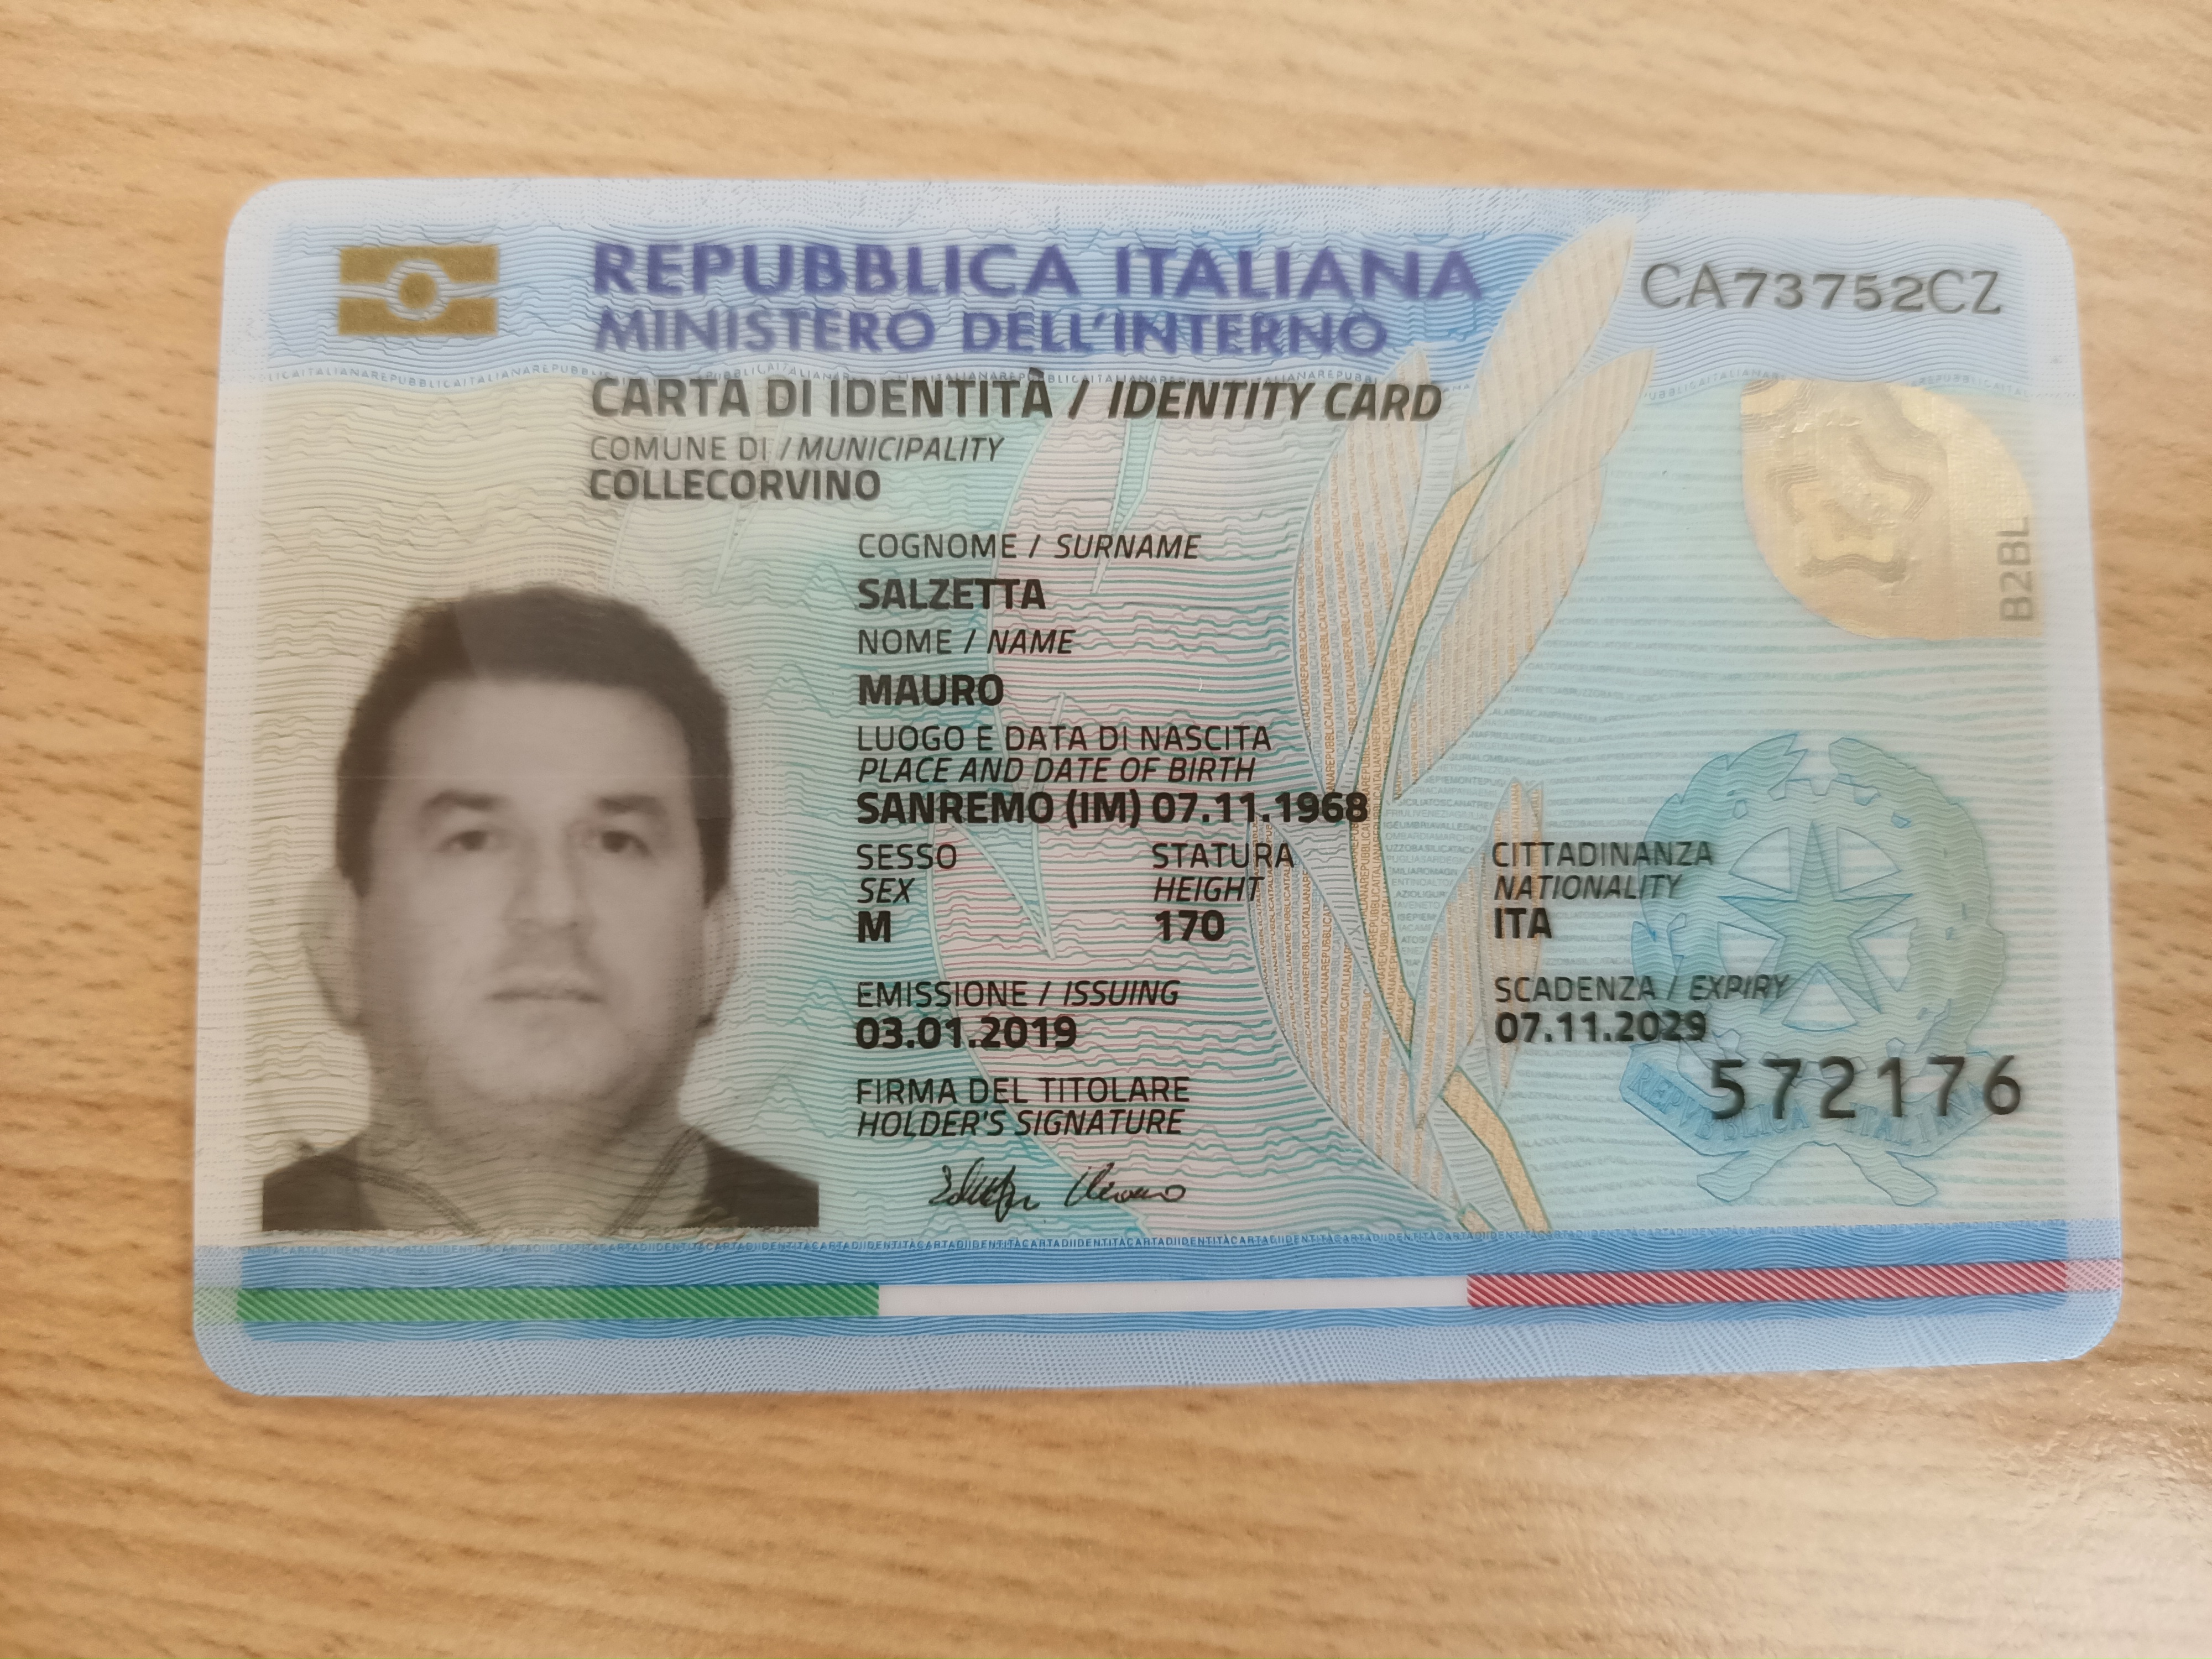 REPUBBLICA ITALIANA
CA73752CZ
MINISTERO DELL'INTERNO
CARTA DI IDENTITÀ / IDENTITY CARD
COMUNE DI / MUNICIPALITY
COLLECORVINO
B2BL
COGNOME / SURNAME
SALZETTA
NOME / NAME
MAURO
LUOGO E DATA DI NASCITA
PLACE AND DATE OF BIRTH
SANREMO (IM) 07.11.1968
SESSO STATURA CITTADINANZA
SEX HEIGHT NATIONALITY
M 170 ITA
EMISSIONE / ISSUING SCADENZA / EXPIRY
03.01.2019 07.11.2029
572176
FIRMA DEL TITOLARE
HOLDER'S SIGNATURE
REPVBBLICA ITALIANA